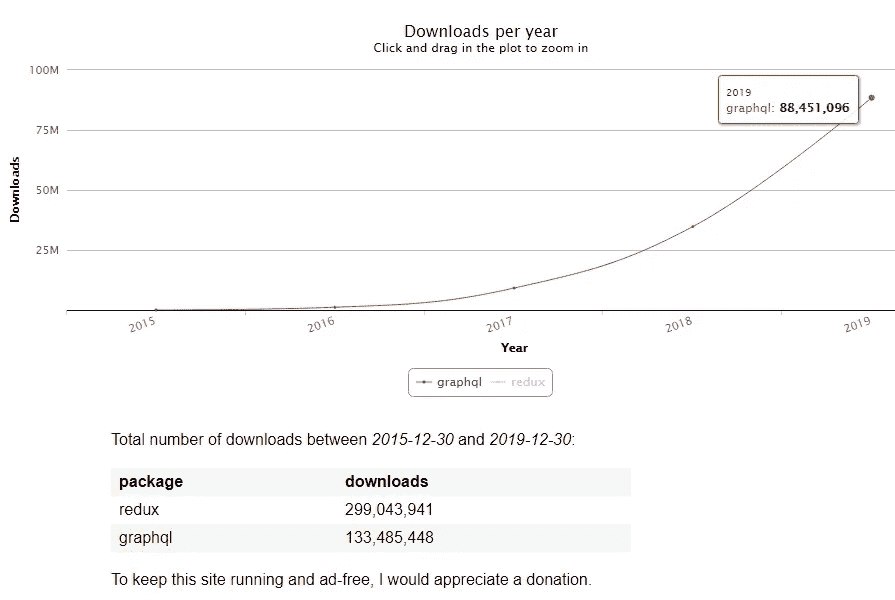 Downloads per year
Click and drag in the plot to zoom in
100M
75M
50M
25M
Downloads
2019
graphql: 88,451,096
2015 2016 2017 2018 2019
Year
graphql redux
Total number of downloads between 2015-12-30 and 2019-12-30:
package downloads
redux 299,043,941
graphql 133,485,448
To keep this site running and ad-free, I would appreciate a donation.